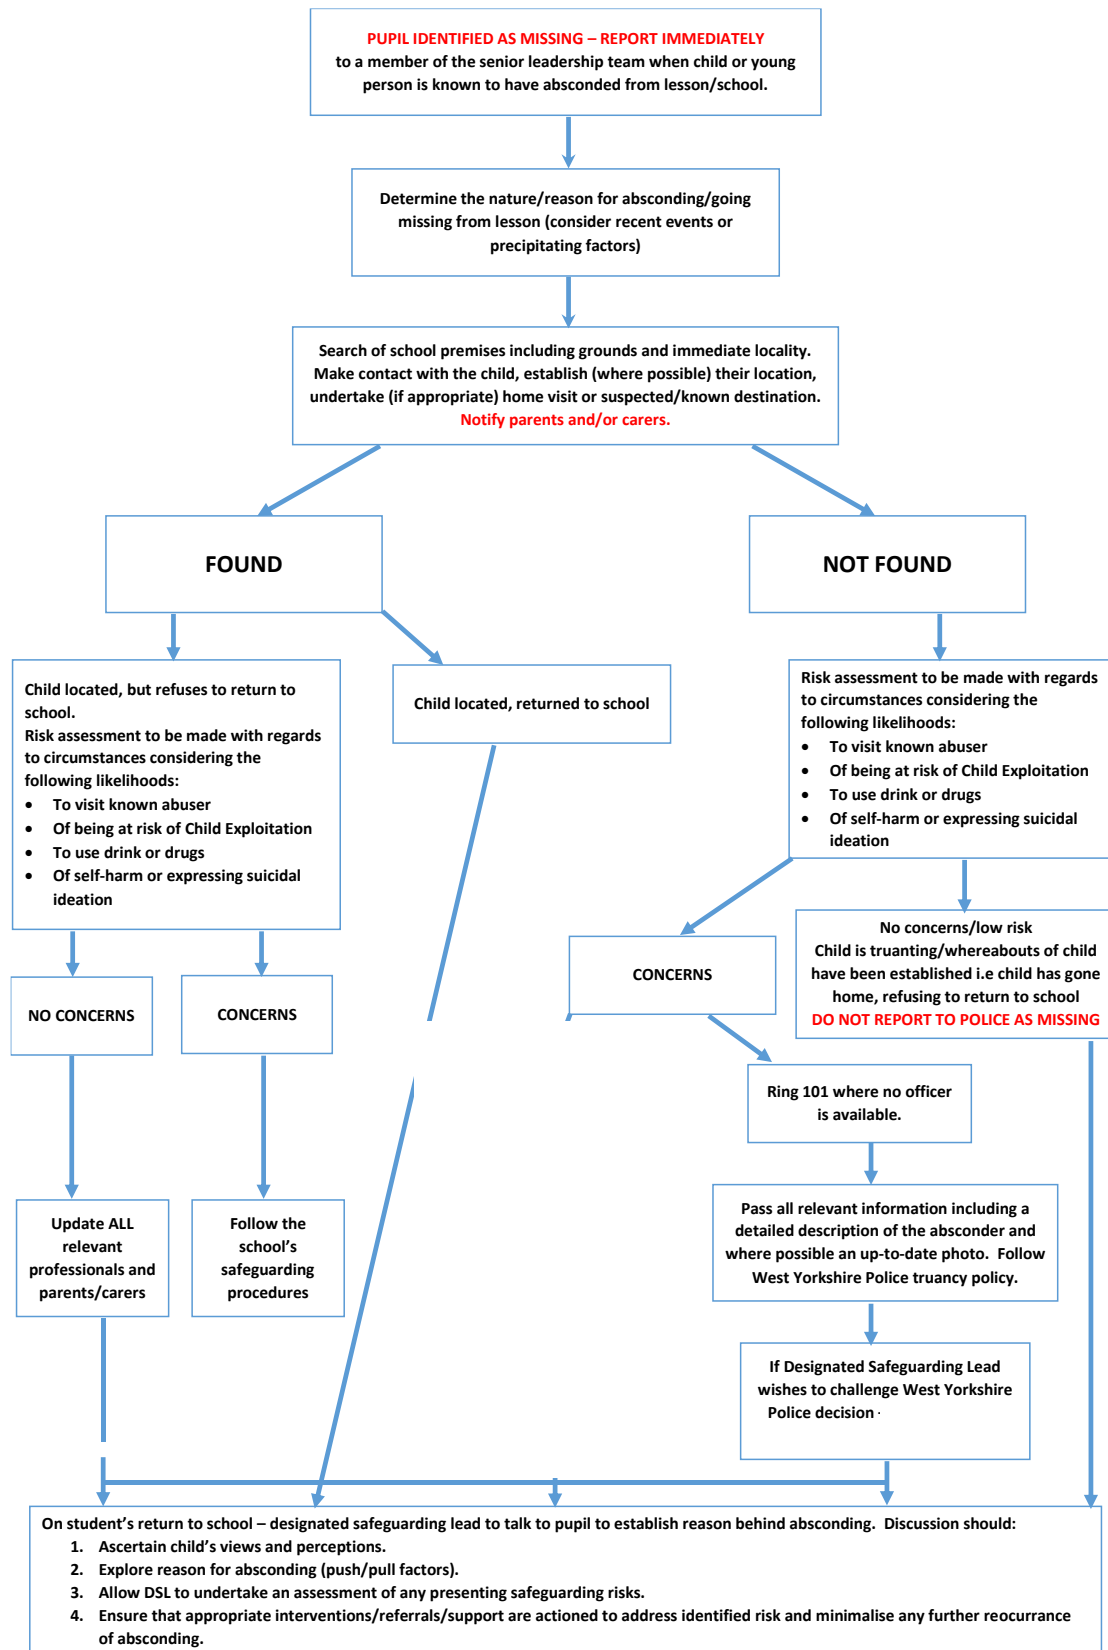 PUPIL IDENTIFIED AS MISSING – REPORT IMMEDIATELY
to a member of the senior leadership team when child or young
person is known to have absconded from lesson/school.
Determine the nature/reason for absconding/going
missing from lesson (consider recent events or
precipitating factors)
Search of school premises including grounds and immediate locality.
Make contact with the child, establish (where possible) their location,
undertake (if appropriate) home visit or suspected/known destination.
Notify parents and/or carers.
FOUND
NOT FOUND
Child located, but refuses to return to
school.
Risk assessment to be made with regards
to circumstances considering the
following likelihoods:
• To visit known abuser
• Of being at risk of Child Exploitation
• To use drink or drugs
• Of self-harm or expressing suicidal
ideation
Child located, returned to school
Risk assessment to be made with regards
to circumstances considering the
following likelihoods:
• To visit known abuser
• Of being at risk of Child Exploitation
• To use drink or drugs
• Of self-harm or expressing suicidal
ideation
NO CONCERNS
CONCERNS
CONCERNS
No concerns/low risk
Child is truanting/whereabouts of child
have been established i.e child has gone
home, refusing to return to school
DO NOT REPORT TO POLICE AS MISSING
Ring 101 where no officer
is available.
Update ALL
relevant
professionals and
parents/carers
Follow the
school's
safeguarding
procedures
Pass all relevant information including a
detailed description of the absconder and
where possible an up-to-date photo. Follow
West Yorkshire Police truancy policy.
If Designated Safeguarding Lead
wishes to challenge West Yorkshire
Police decision
On student's return to school – designated safeguarding lead to talk to pupil to establish reason behind absconding. Discussion should:
1. Ascertain child's views and perceptions.
2. Explore reason for absconding (push/pull factors).
3. Allow DSL to undertake an assessment of any presenting safeguarding risks.
4. Ensure that appropriate interventions/referrals/support are actioned to address identified risk and minimalise any further reocurrance
of absconding.